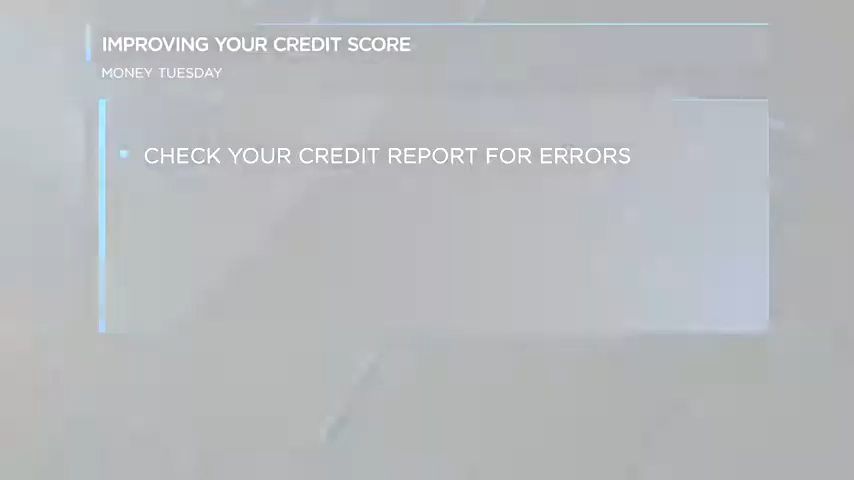 IMPROVING YOUR CREDIT SCORE
MONEY TUESDAY
CHECK YOUR CREDIT REPORT FOR ERRORS